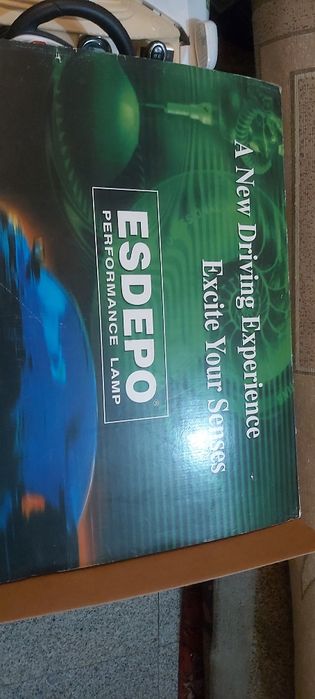 A New Driving Experience
Excite Your Senses
ESDEPO®
PERFORMANCE LAMP